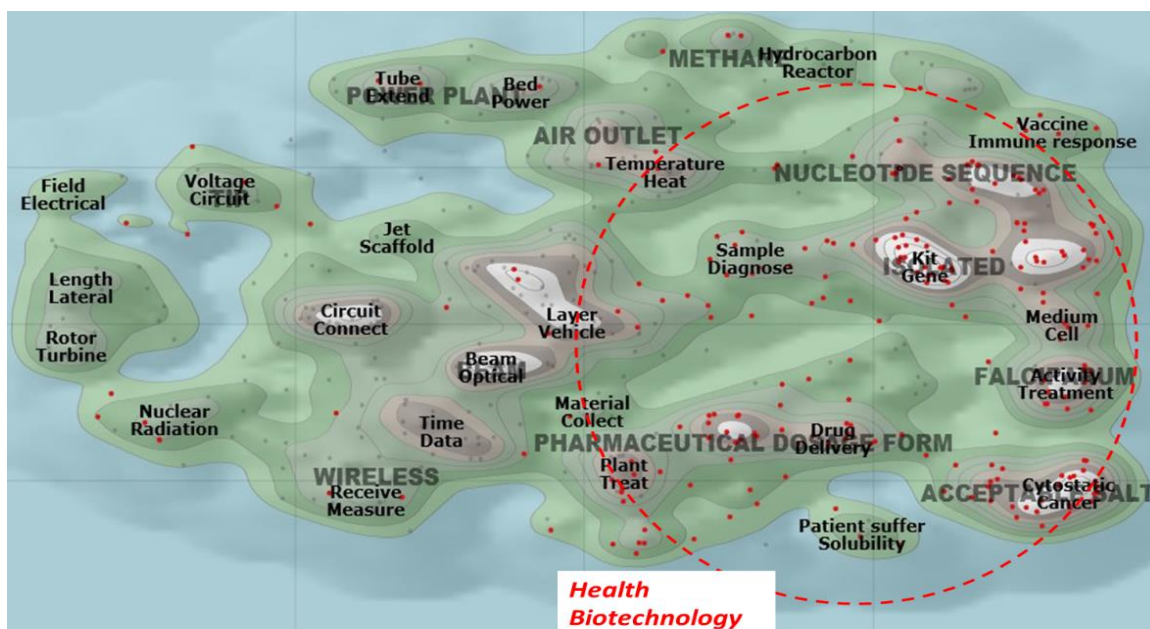 METHANE
Hydrocarbon
Reactor
Tube
Extend
POWER PLANT
Bed
Power
AIR OUTLET
Vaccine
Immune response
Temperature
Heat
NUCLEOTIDE SEQUENCE
Field
Electrical
Voltage
Circuit
Jet
Scaffold
Sample
Diagnose
Kit
Gene
ISOLATED
Length
Lateral
Circuit
Connect
Layer
Vehicle
Medium
Cell
Rotor
Turbine
Beam
Optical
BEAM
Activity
Treatment
Nuclear
Radiation
Time
Data
Material
Collect
PHARMACEUTICAL DOSAGE FORM
Drug
Delivery
Plant
Treat
WIRELESS
Receive
Measure
ACCEPTABLE SALT
Cytostatic
Cancer
Patient suffer
Solubility
Health
Biotechnology